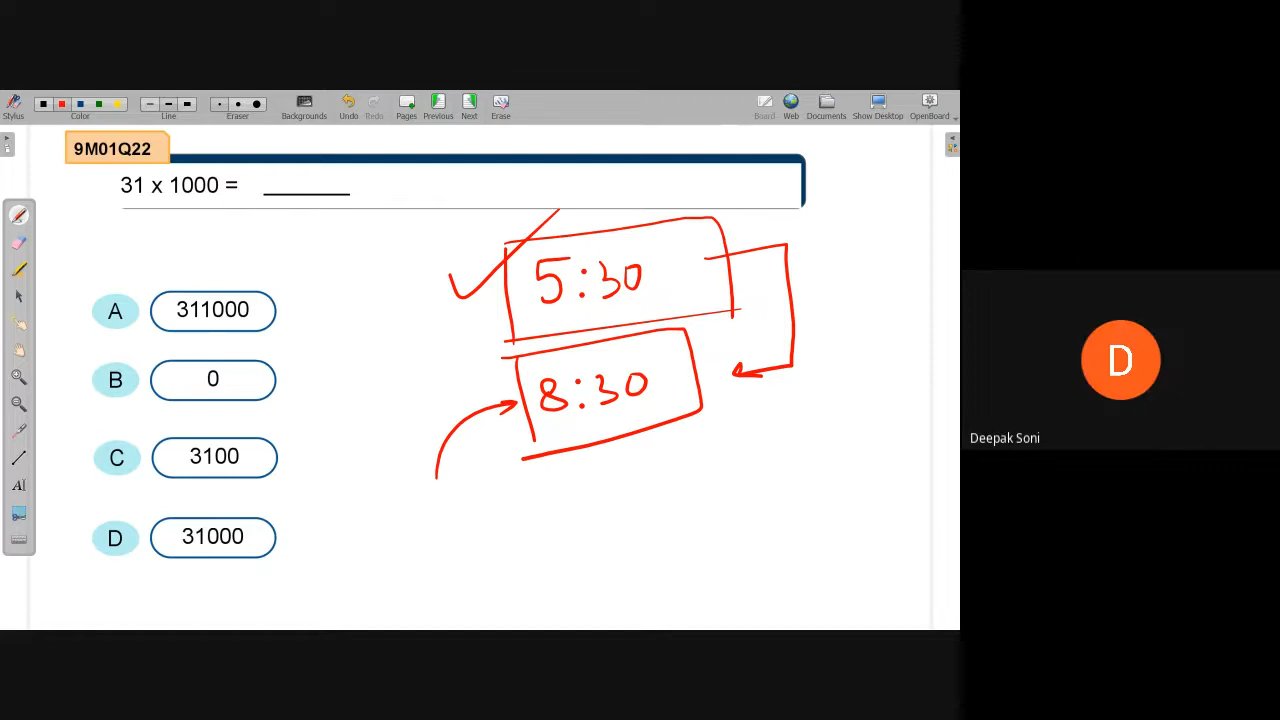 Stylus Color Line Eraser Backgrounds Undo Redo Pages Previous Next Erase Board Web Documents Show Desktop OpenBoard
9M01Q22
31 x 1000 = _______
5:30
8:30
A 311000
B 0
C 3100
D 31000
D
Deepak Soni